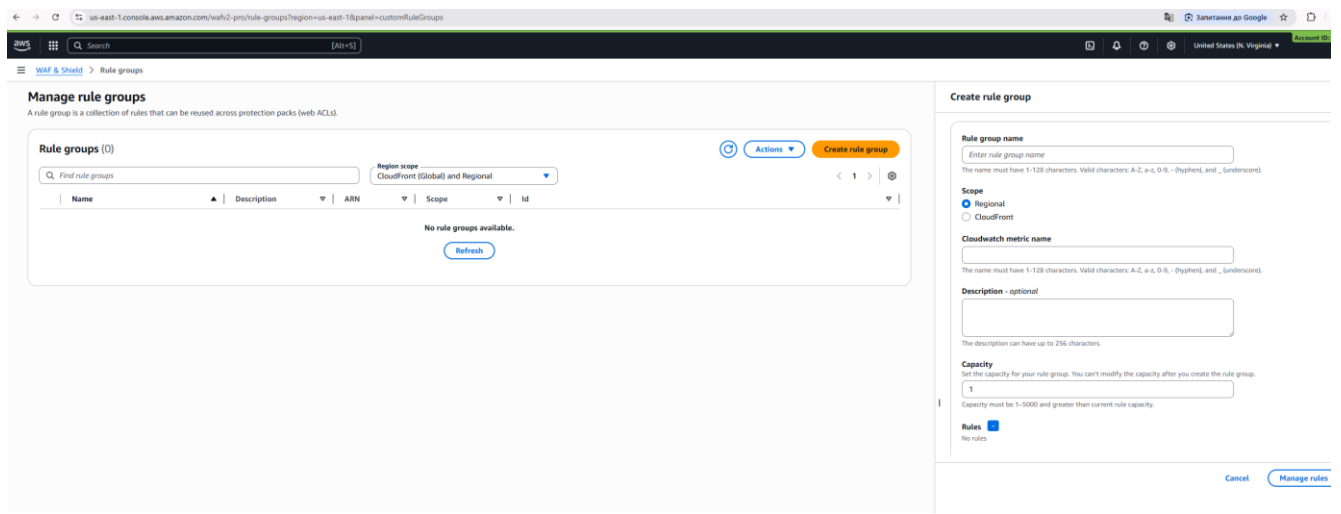 us-east-1.console.aws.amazon.com/wafv2-pro/rule-groups?region=us-east-1&panel=customRuleGroups
Запитання до Google
aws
Search
[Alt+S]
United States (N. Virginia)
Account ID:
WAF & Shield > Rule groups
Manage rule groups
A rule group is a collection of rules that can be reused across protection packs (web ACLs).
Rule groups (0)
Actions
Create rule group
Find rule groups
Region scope
CloudFront (Global) and Regional
1
Name
Description
ARN
Scope
Id
No rule groups available.
Refresh
Create rule group
Rule group name
Enter rule group name
The name must have 1-128 characters. Valid characters: A-Z, a-z, 0-9, - (hyphen), and _ (underscore).
Scope
Regional
CloudFront
Cloudwatch metric name
The name must have 1-128 characters. Valid characters: A-Z, a-z, 0-9, - (hyphen), and _ (underscore).
Description - optional
The description can have up to 256 characters.
Capacity
Set the capacity for your rule group. You can't modify the capacity after you create the rule group.
1
Capacity must be 1–5000 and greater than current rule capacity.
Rules
No rules
Cancel
Manage rules